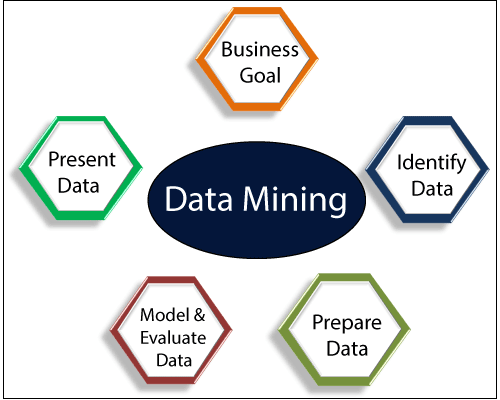 Business
Goal
Identify
Data
Prepare
Data
Model &
Evaluate
Data
Present
Data
Data Mining